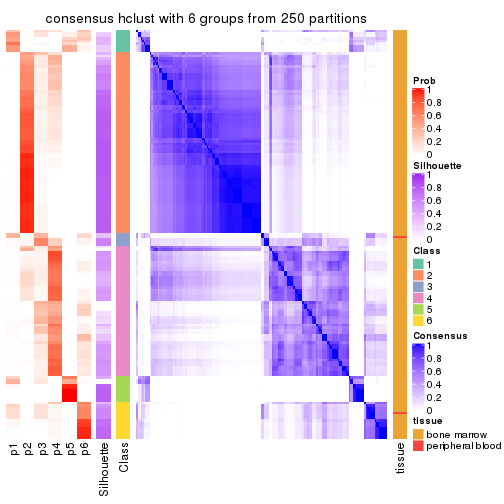 consensus hclust with 6 groups from 250 partitions
Prob
1
0.8
0.6
0.4
0.2
0
Silhouette
1
0.8
0.6
0.4
0.2
0
Class
1
2
3
4
5
6
Consensus
1
0.8
0.6
0.4
0.2
0
tissue
bone marrow
peripheral blood
p1
p2
p3
p4
p5
p6
Silhouette
Class
tissue